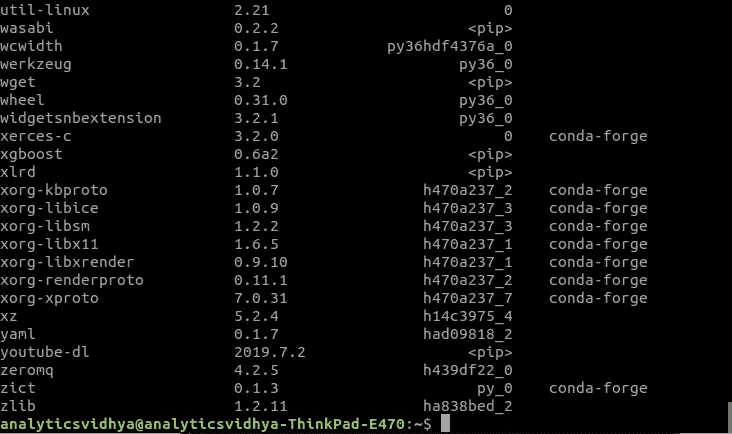 util-linux 2.21 0
wasabi 0.2.2 <pip>
wcwidth 0.1.7 py36hdf4376a_0
werkzeug 0.14.1 py36_0
wget 3.2 <pip>
wheel 0.31.0 py36_0
widgetsnbextension 3.2.1 py36_0
xerces-c 3.2.0 0 conda-forge
xgboost 0.6a2 <pip>
xlrd 1.1.0 <pip>
xorg-kbproto 1.0.7 h470a237_2 conda-forge
xorg-libice 1.0.9 h470a237_3 conda-forge
xorg-libsm 1.2.2 h470a237_3 conda-forge
xorg-libx11 1.6.5 h470a237_1 conda-forge
xorg-libxrender 0.9.10 h470a237_1 conda-forge
xorg-renderproto 0.11.1 h470a237_2 conda-forge
xorg-xproto 7.0.31 h470a237_7 conda-forge
xz 5.2.4 h14c3975_4
yaml 0.1.7 had09818_2
youtube-dl 2019.7.2 <pip>
zeromq 4.2.5 h439df22_0
zict 0.1.3 py_0 conda-forge
zlib 1.2.11 ha838bed_2
analyticsvidhya@analyticsvidhya-ThinkPad-E470:~$